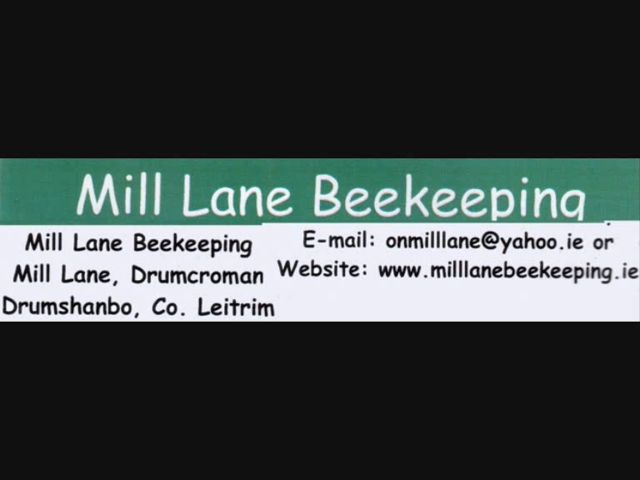 Mill Lane Beekeeping
Mill Lane Beekeeping
Mill Lane, Drumcroman
Drumshanbo, Co. Leitrim
E-mail: onmilllane@yahoo.ie or
Website: www.milllanebeekeeping.ie